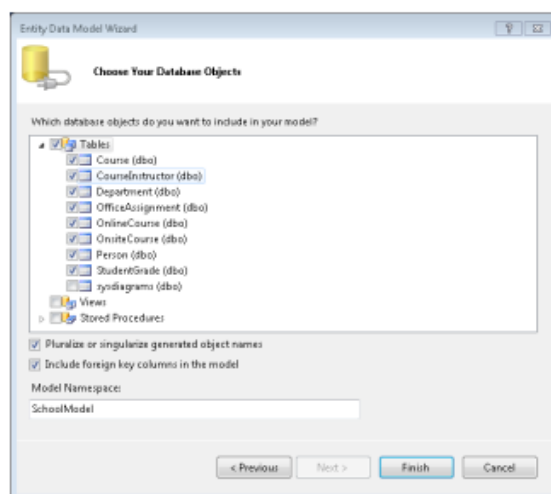 Entity Data Model Wizard
Choose Your Database Objects
Which database objects do you want to include in your model?
Tables
Course (dbo)
CourseInstructor (dbo)
Department (dbo)
OfficeAssignment (dbo)
OnlineCourse (dbo)
OnsiteCourse (dbo)
Person (dbo)
StudentGrade (dbo)
sysdiagrams (dbo)
Views
Stored Procedures
Pluralize or singularize generated object names
Include foreign key columns in the model
Model Namespace:
SchoolModel
< Previous Next > Finish Cancel